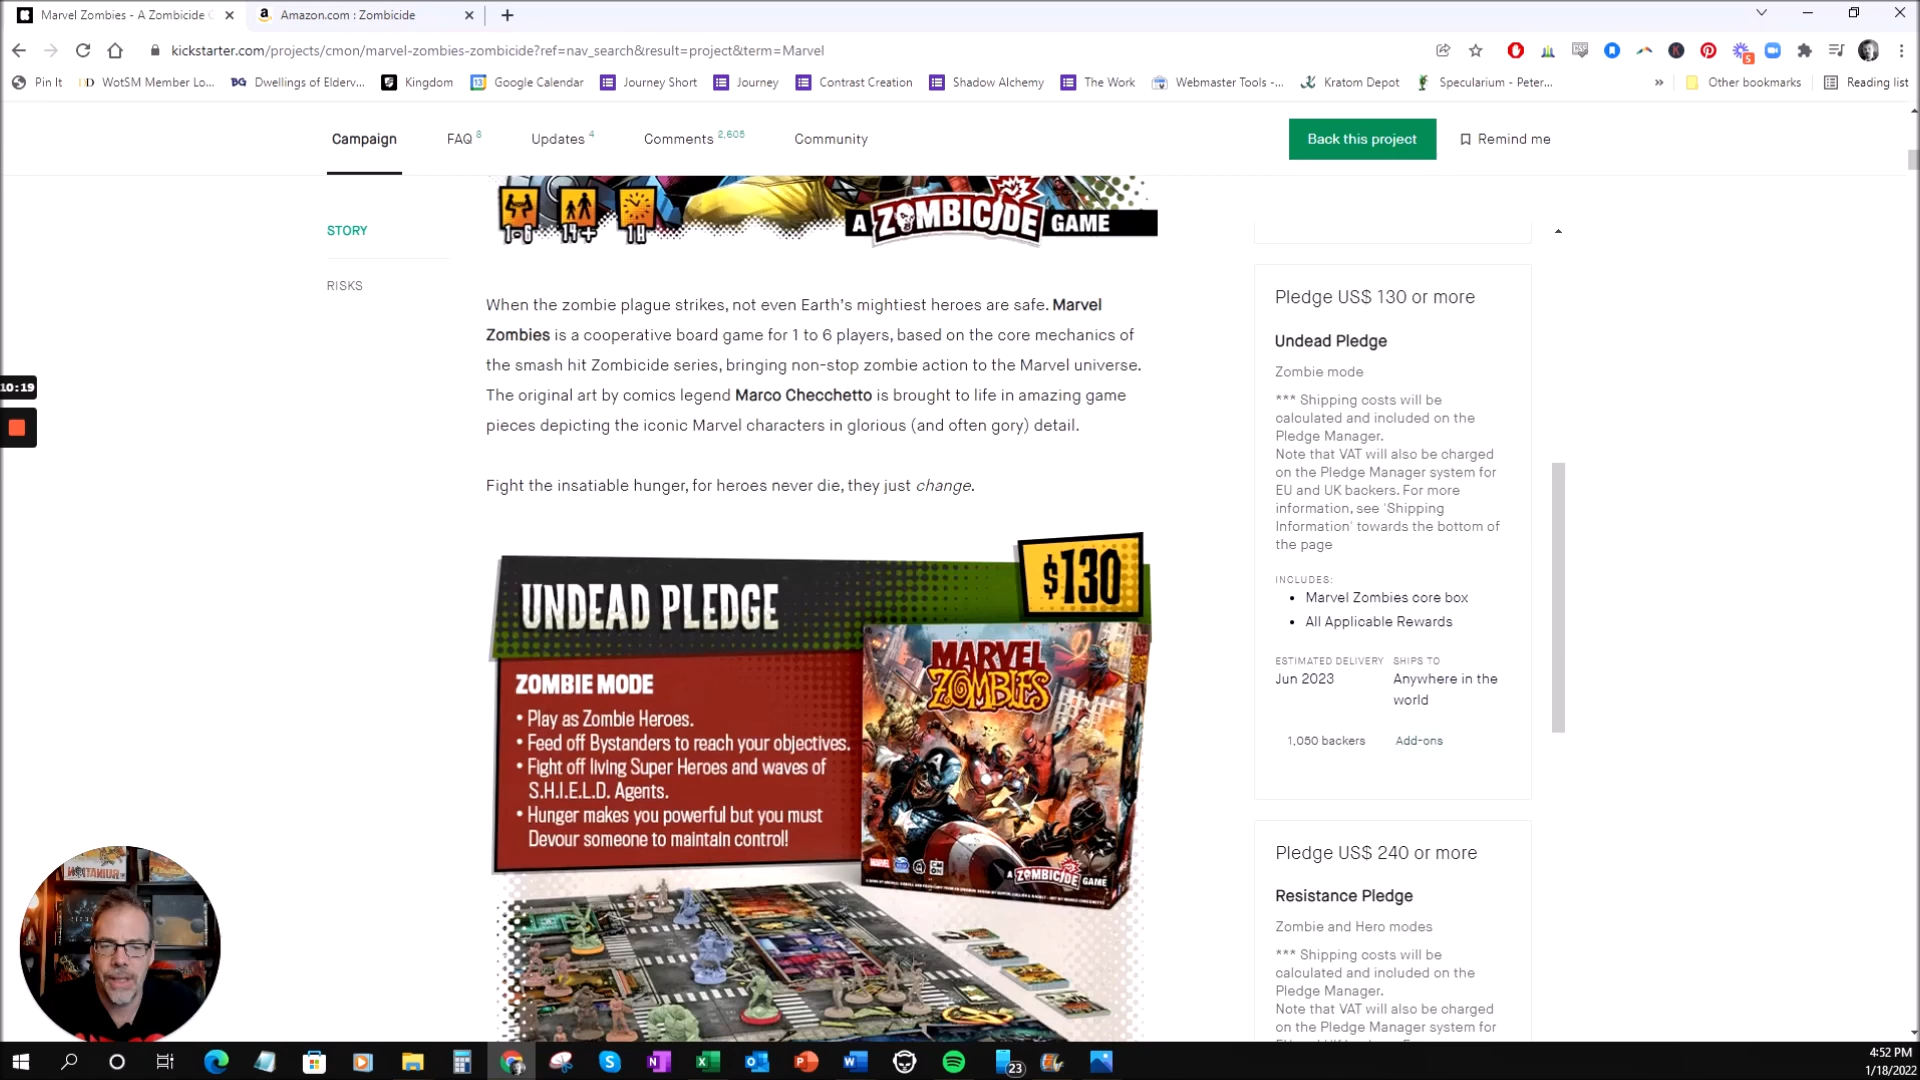 Marvel Zombies - A Zombicide G
Amazon.com : Zombicide
kickstarter.com/projects/cmon/marvel-zombies-zombicide?ref=nav_search&result=project&term=Marvel
5
Pin It
WotSM Member Lo...
Dwellings of Elderv...
Kingdom
Google Calendar
Journey Short
Journey
Contrast Creation
Shadow Alchemy
The Work
Webmaster Tools -...
Kratom Depot
Specularium - Peter...
»
Other bookmarks
Reading list
Campaign
FAQ 8
Updates 4
Comments 2,605
Community
Back this project
Remind me
STORY
RISKS
10:19
1-6 14+ 1H
A ZOMBICIDE GAME
When the zombie plague strikes, not even Earth's mightiest heroes are safe. Marvel
Zombies is a cooperative board game for 1 to 6 players, based on the core mechanics of
the smash hit Zombicide series, bringing non-stop zombie action to the Marvel universe.
The original art by comics legend Marco Checchetto is brought to life in amazing game
pieces depicting the iconic Marvel characters in glorious (and often gory) detail.
Fight the insatiable hunger, for heroes never die, they just change.
$130
UNDEAD PLEDGE
ZOMBIE MODE
• Play as Zombie Heroes.
• Feed off Bystanders to reach your objectives.
• Fight off living Super Heroes and waves of
S.H.I.E.L.D. Agents.
• Hunger makes you powerful but you must
Devour someone to maintain control!
MARVEL
ZOMBIES
MARVEL
CMON
A ZOMBICIDE GAME
Pledge US$ 130 or more
Undead Pledge
Zombie mode
*** Shipping costs will be
calculated and included on the
Pledge Manager.
Note that VAT will also be charged
on the Pledge Manager system for
EU and UK backers. For more
information, see 'Shipping
Information' towards the bottom of
the page
INCLUDES:
• Marvel Zombies core box
• All Applicable Rewards
ESTIMATED DELIVERY SHIPS TO
Jun 2023 Anywhere in the
world
1,050 backers Add-ons
Pledge US$ 240 or more
Resistance Pledge
Zombie and Hero modes
*** Shipping costs will be
calculated and included on the
Pledge Manager.
Note that VAT will also be charged
on the Pledge Manager system for
23
4:52 PM
1/18/2022